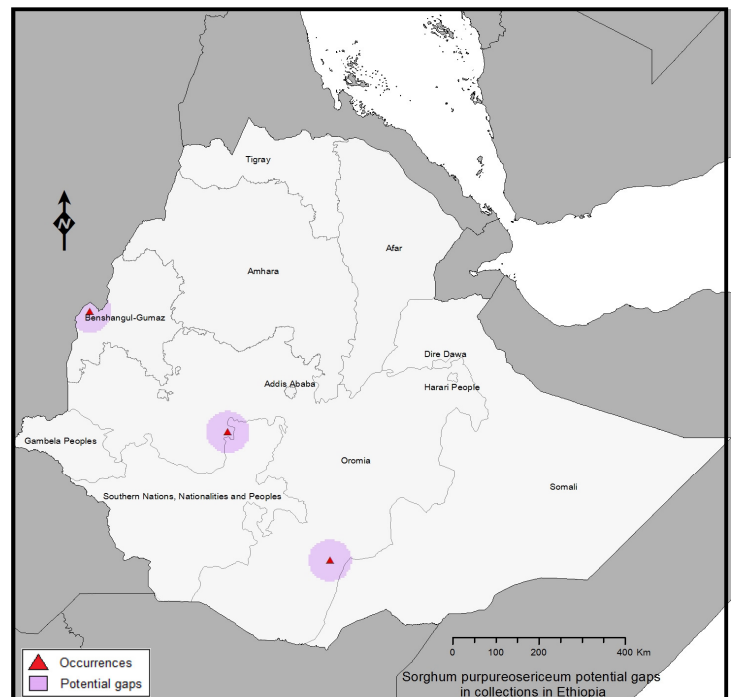 Tigray
Afar
Amhara
Benshangul-Gumaz
Dire Dawa
Addis Ababa
Harari People
Gambela Peoples
Oromia
Somali
Southern Nations, Nationalities and Peoples
N
0 100 200 400 Km
Occurrences
Potential gaps
Sorghum purpureosericeum potential gaps
in collections in Ethiopia